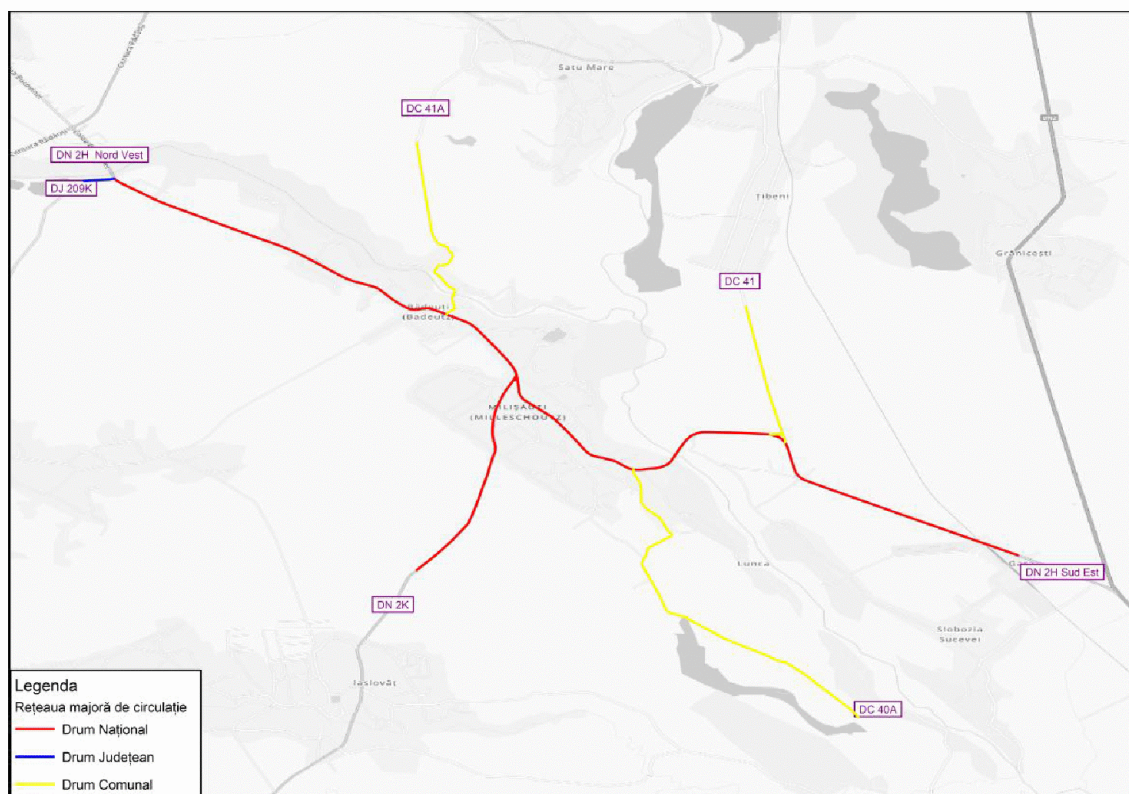 Satu Mare
DC 41A
DN 2H Nord Vest
DJ 209K
Țibeni
Grănicești
DC 41
Bădeuți
(Badeutz)
MILIȘĂUȚI
(MILLESCHOUTZ)
Lunca
DN 2H Sud Est
DN 2K
Slobozia
Sucevei
Iaslovăț
DC 40A
Legenda
Rețeaua majoră de circulație
Drum Național
Drum Județean
Drum Comunal